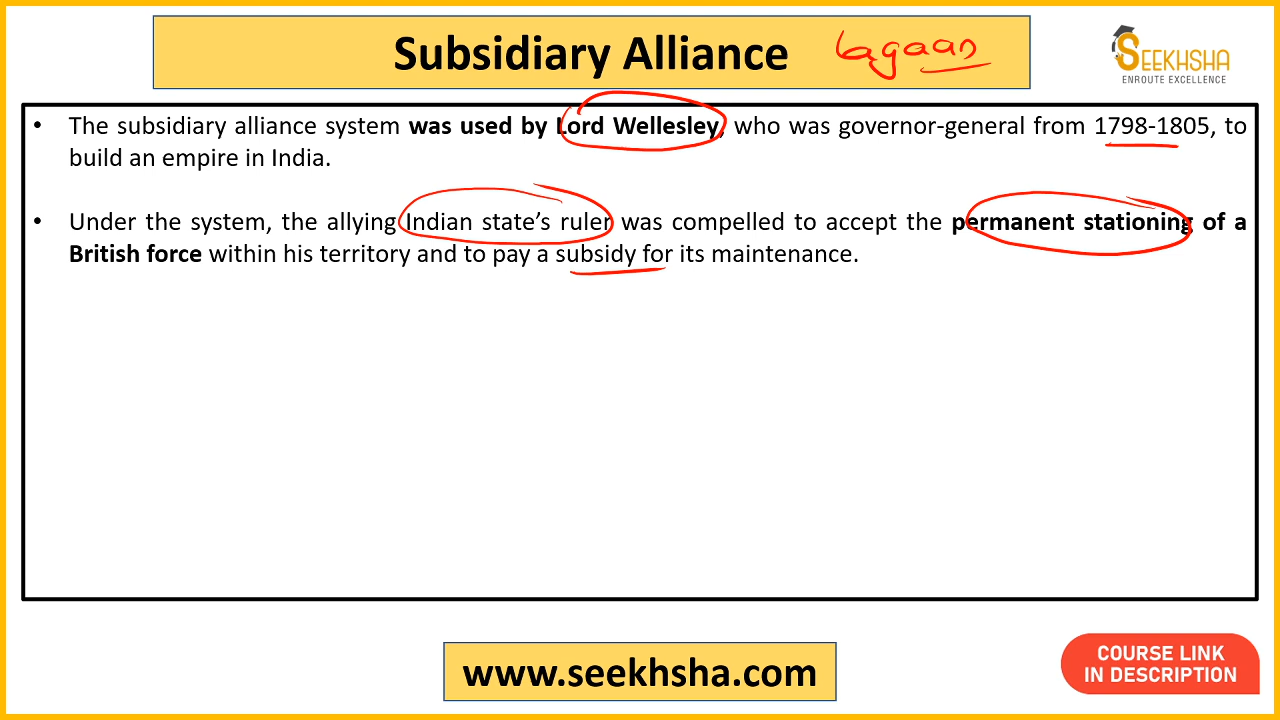 Subsidiary Alliance Lagaan
SEEKHSHA
ENROUTE EXCELLENCE
• The subsidiary alliance system was used by Lord Wellesley, who was governor-general from 1798-1805, to
build an empire in India.
• Under the system, the allying Indian state’s ruler was compelled to accept the permanent stationing of a
British force within his territory and to pay a subsidy for its maintenance.
www.seekhsha.com
COURSE LINK
IN DESCRIPTION